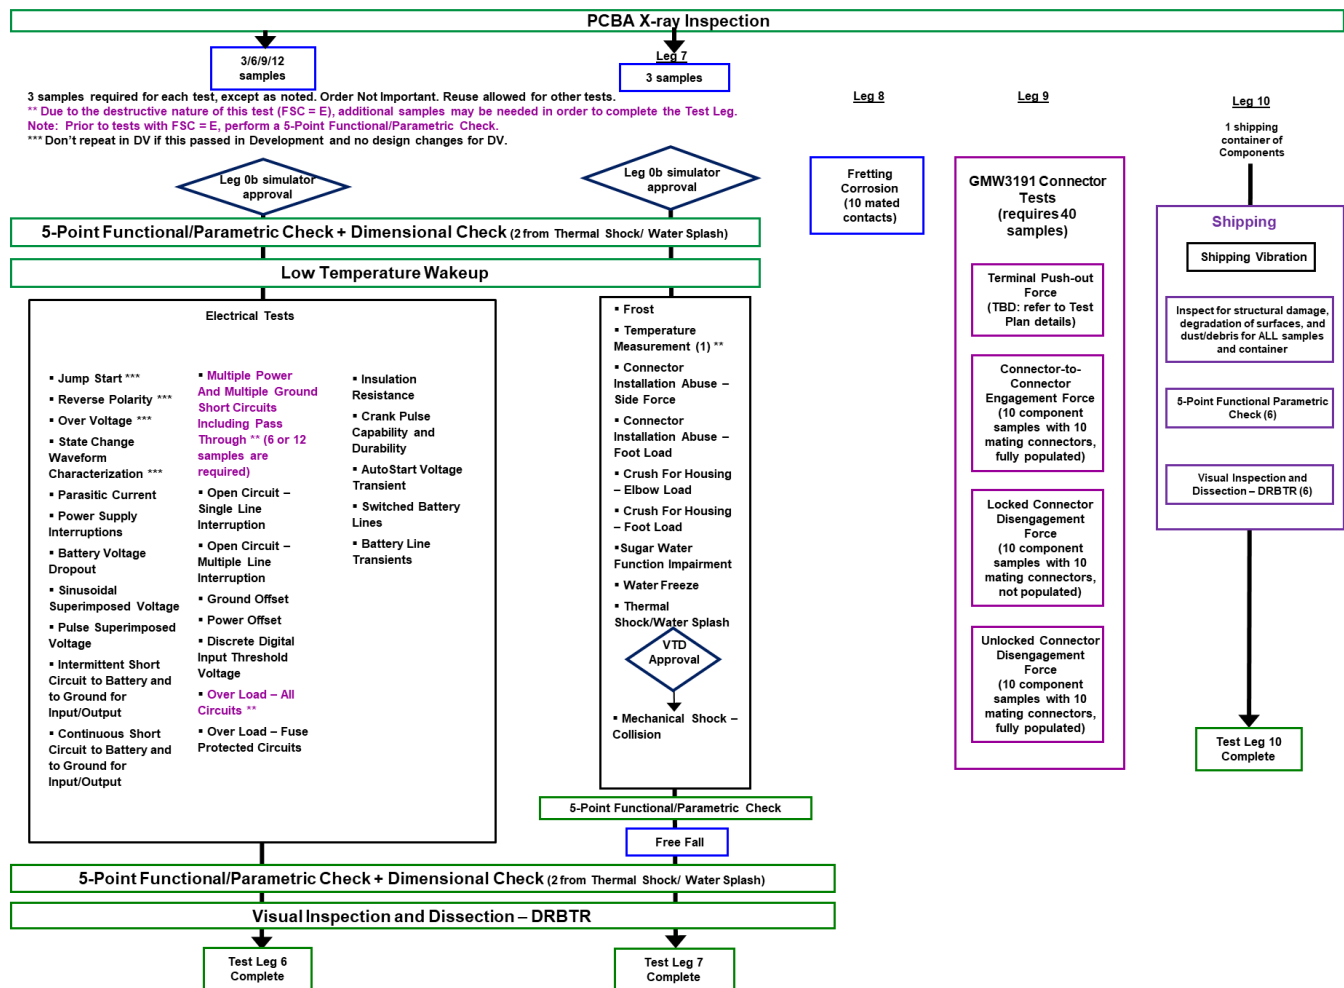 PCBA X-ray Inspection
3/6/9/12
samples
Leg 7
3 samples
3 samples required for each test, except as noted. Order Not Important. Reuse allowed for other tests.
** Due to the destructive nature of this test (FSC = E), additional samples may be needed in order to complete the Test Leg.
Note: Prior to tests with FSC = E, perform a 5-Point Functional/Parametric Check.
*** Don't repeat in DV if this passed in Development and no design changes for DV.
Leg 0b simulator
approval
Leg 0b simulator
approval
5-Point Functional/Parametric Check + Dimensional Check (2 from Thermal Shock/ Water Splash)
Low Temperature Wakeup
Electrical Tests
▪ Jump Start ***
▪ Reverse Polarity ***
▪ Over Voltage ***
▪ State Change
Waveform
Characterization ***
▪ Parasitic Current
▪ Power Supply
Interruptions
▪ Battery Voltage
Dropout
▪ Sinusoidal
Superimposed Voltage
▪ Pulse Superimposed
Voltage
▪ Intermittent Short
Circuit to Battery and
to Ground for
Input/Output
▪ Continuous Short
Circuit to Battery and
to Ground for
Input/Output
▪ Multiple Power
And Multiple Ground
Short Circuits
Including Pass
Through ** (6 or 12
samples are
required)
▪ Open Circuit –
Single Line
Interruption
▪ Open Circuit –
Multiple Line
Interruption
▪ Ground Offset
▪ Power Offset
▪ Discrete Digital
Input Threshold
Voltage
▪ Over Load – All
Circuits **
▪ Over Load – Fuse
Protected Circuits
▪ Insulation
Resistance
▪ Crank Pulse
Capability and
Durability
▪ AutoStart Voltage
Transient
▪ Switched Battery
Lines
▪ Battery Line
Transients
▪ Frost
▪ Temperature
Measurement (1) **
▪ Connector
Installation Abuse –
Side Force
▪ Connector
Installation Abuse –
Foot Load
▪ Crush For Housing
– Elbow Load
▪ Crush For Housing
– Foot Load
▪Sugar Water
Function Impairment
▪ Water Freeze
▪ Thermal
Shock/Water Splash
VTD
Approval
▪ Mechanical Shock –
Collision
5-Point Functional/Parametric Check
Free Fall
5-Point Functional/Parametric Check + Dimensional Check (2 from Thermal Shock/ Water Splash)
Visual Inspection and Dissection – DRBTR
Test Leg 6
Complete
Test Leg 7
Complete
Leg 8
Fretting
Corrosion
(10 mated
contacts)
Leg 9
GMW3191 Connector
Tests
(requires 40
samples)
Terminal Push-out
Force
(TBD: refer to Test
Plan details)
Connector-to-
Connector
Engagement Force
(10 component
samples with 10
mating connectors,
fully populated)
Locked Connector
Disengagement
Force
(10 component
samples with 10
mating connectors,
not populated)
Unlocked Connector
Disengagement
Force
(10 component
samples with 10
mating connectors,
fully populated)
Leg 10
1 shipping
container of
Components
Shipping
Shipping Vibration
Inspect for structural damage,
degradation of surfaces, and
dust/debris for ALL samples
and container
5-Point Functional Parametric
Check (6)
Visual Inspection and
Dissection – DRBTR (6)
Test Leg 10
Complete